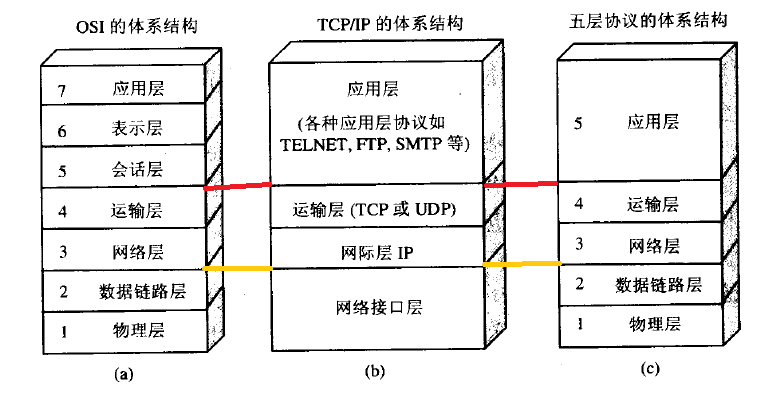 OSI 的体系结构
TCP/IP 的体系结构
五层协议的体系结构
7 应用层
6 表示层
5 会话层
4 运输层
3 网络层
2 数据链路层
1 物理层
(a)
应用层
(各种应用层协议如
TELNET, FTP, SMTP 等)
运输层 (TCP 或 UDP)
网际层 IP
网络接口层
(b)
5 应用层
4 运输层
3 网络层
2 数据链路层
1 物理层
(c)